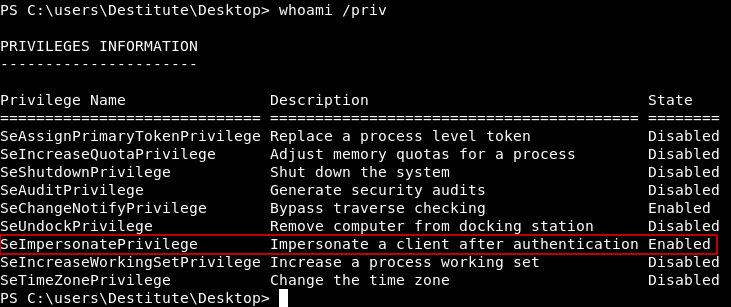 PS C:\users\Destitute\Desktop> whoami /priv
PRIVILEGES INFORMATION
----------------------
Privilege Name                Description                               State
============================= ========================================= ========
SeAssignPrimaryTokenPrivilege Replace a process level token             Disabled
SeIncreaseQuotaPrivilege      Adjust memory quotas for a process        Disabled
SeShutdownPrivilege           Shut down the system                      Disabled
SeAuditPrivilege              Generate security audits                  Disabled
SeChangeNotifyPrivilege       Bypass traverse checking                  Enabled
SeUndockPrivilege             Remove computer from docking station      Disabled
SeImpersonatePrivilege        Impersonate a client after authentication Enabled
SeIncreaseWorkingSetPrivilege Increase a process working set            Disabled
SeTimeZonePrivilege           Change the time zone                      Disabled
PS C:\users\Destitute\Desktop>